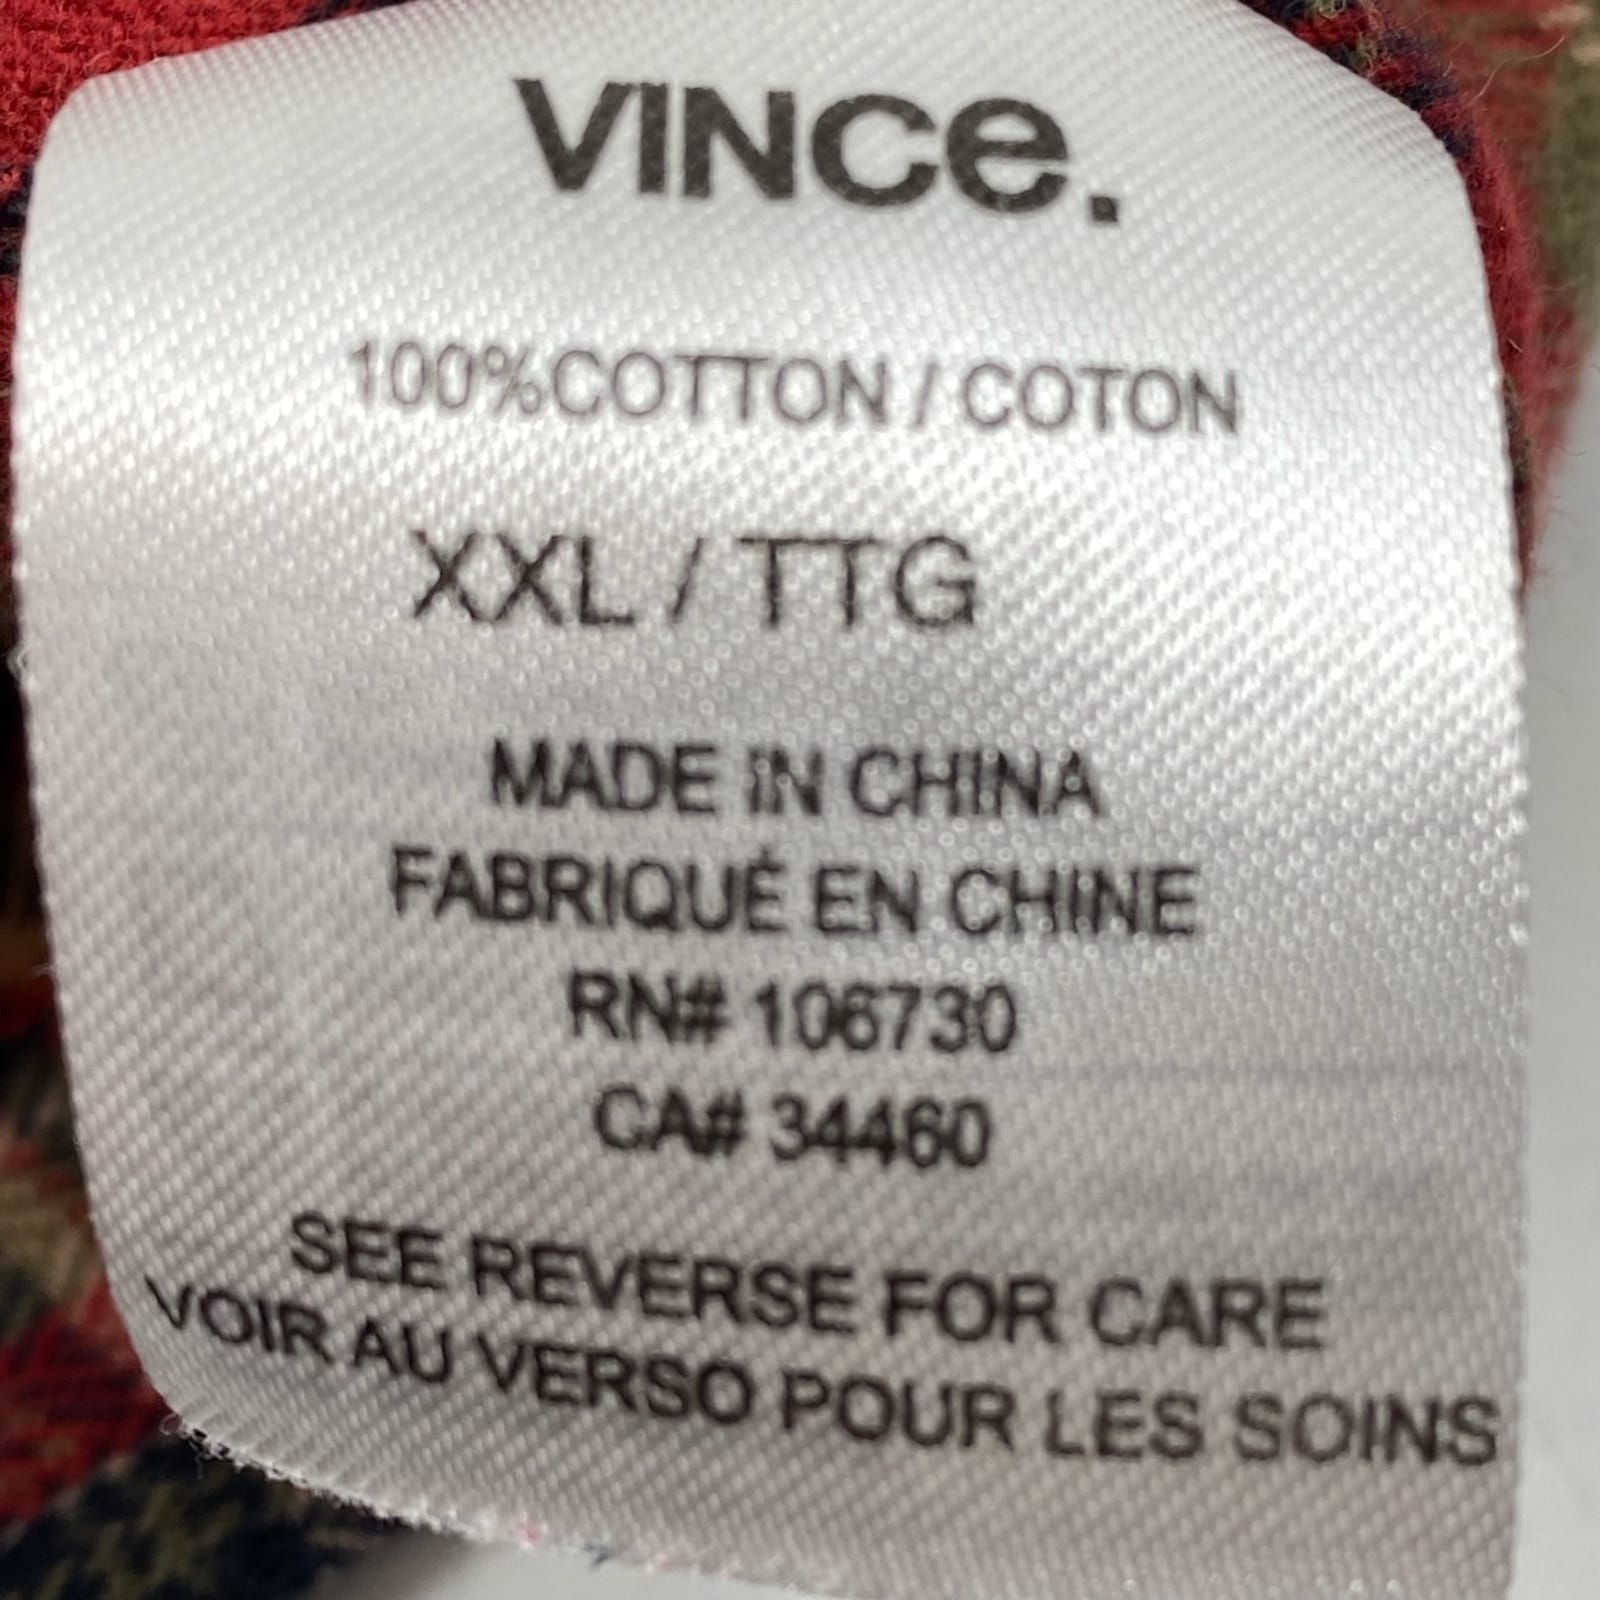 VINCe.
100%COTTON / COTON
XXL / TTG
MADE IN CHINA
FABRIQUÉ EN CHINE
RN# 106730
CA# 34460
SEE REVERSE FOR CARE
VOIR AU VERSO POUR LES SOINS